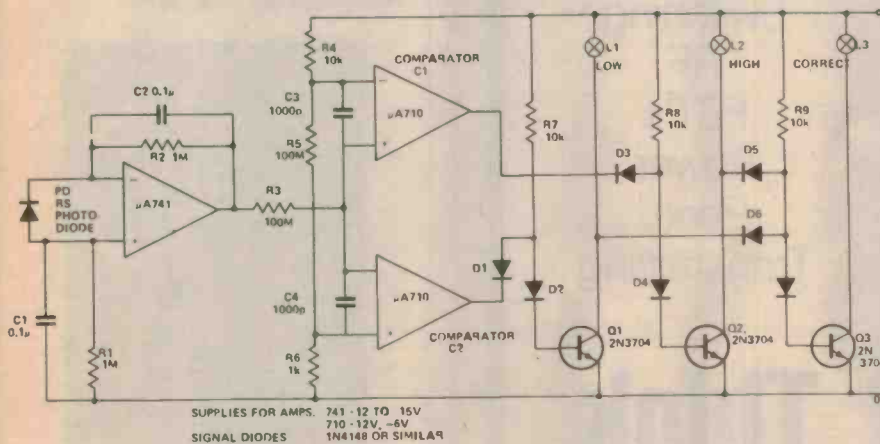 R4
10k
COMPARATOR
C1
L1
LOW
L2
HIGH
L3
CORRECT
C2 0.1µ
C3
1000p
µA710
R7
10k
R8
10k
R9
10k
R2 1M
R5
100M
D3
D5
PD
RS
PHOTO
DIODE
µA741
R3
100M
D6
C4
1000p
µA710
D1
D2
D4
C1
0.1µ
R1
1M
COMPARATOR
C2
R6
1k
Q1
2N3704
Q2,
2N3704
Q3
2N
370
SUPPLIES FOR AMPS. 741 -12 TO 15V
710 -12V, -6V
SIGNAL DIODES 1N4148 OR SIMILAR